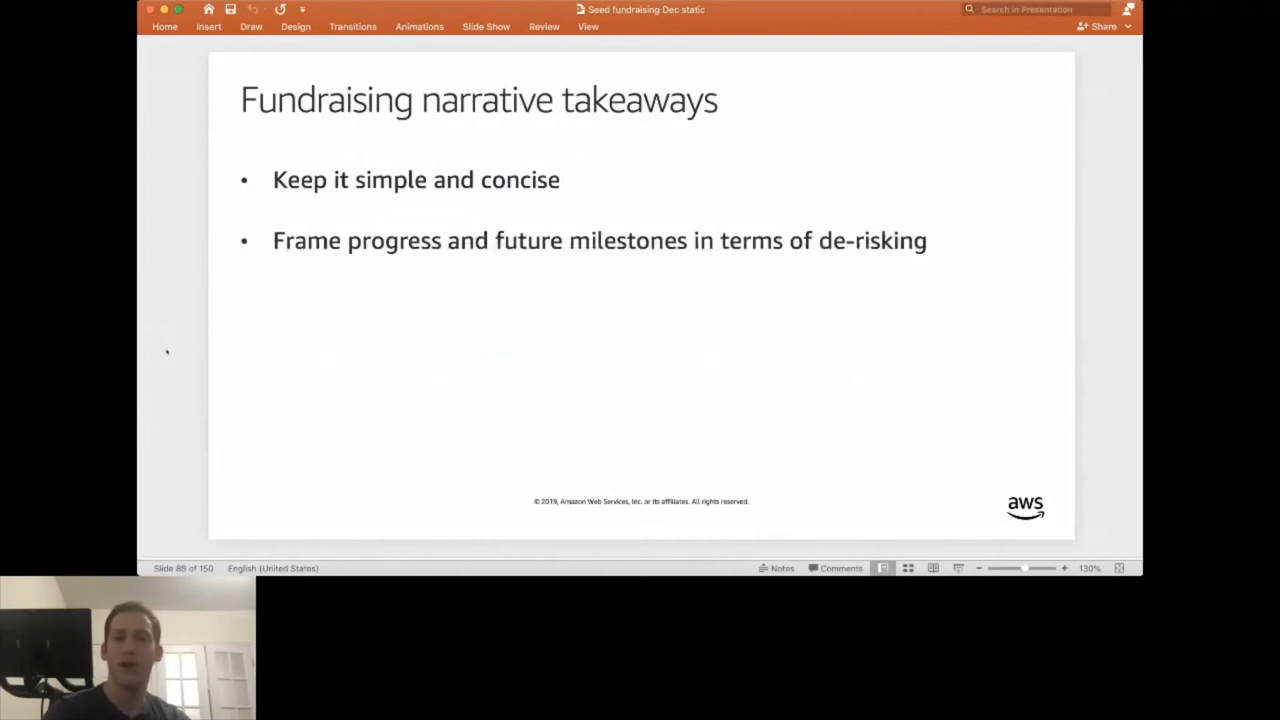 Seed fundraising Dec static
Search in Presentation
Home Insert Draw Design Transitions Animations Slide Show Review View
Share
Fundraising narrative takeaways
• Keep it simple and concise
• Frame progress and future milestones in terms of de-risking
© 2019, Amazon Web Services, Inc. or its affiliates. All rights reserved.
aws
Slide 88 of 150 English (United States) Notes Comments 130%